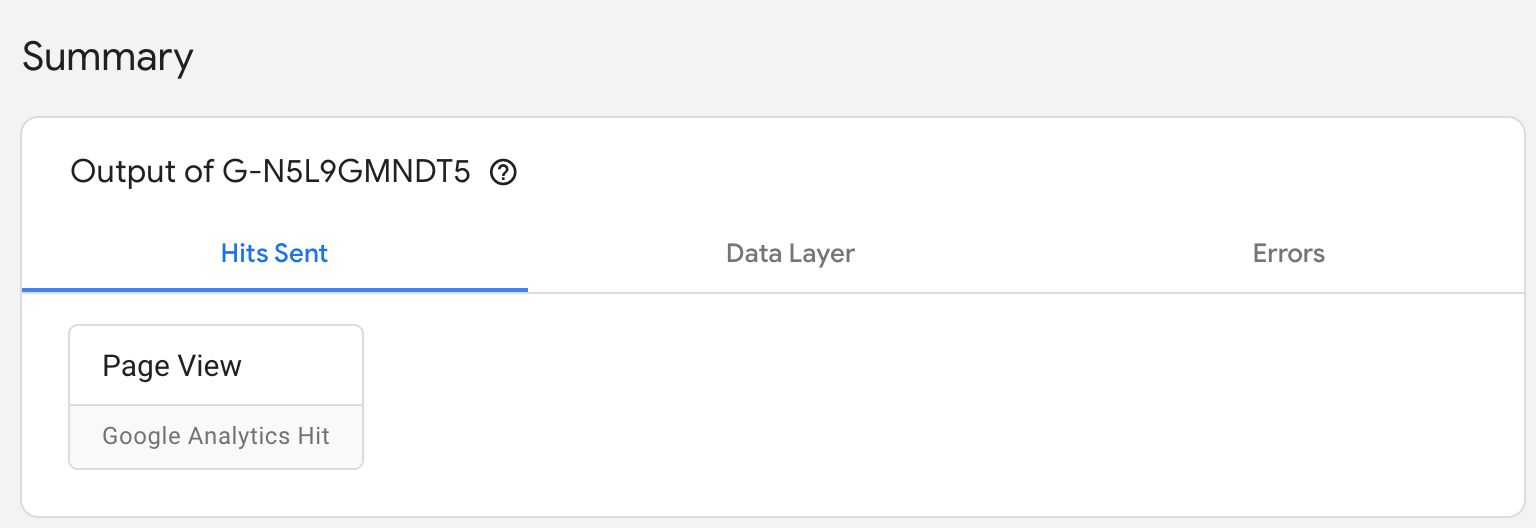 Summary
Output of G-N5L9GMNDT5
Hits Sent
Data Layer
Errors
Page View
Google Analytics Hit